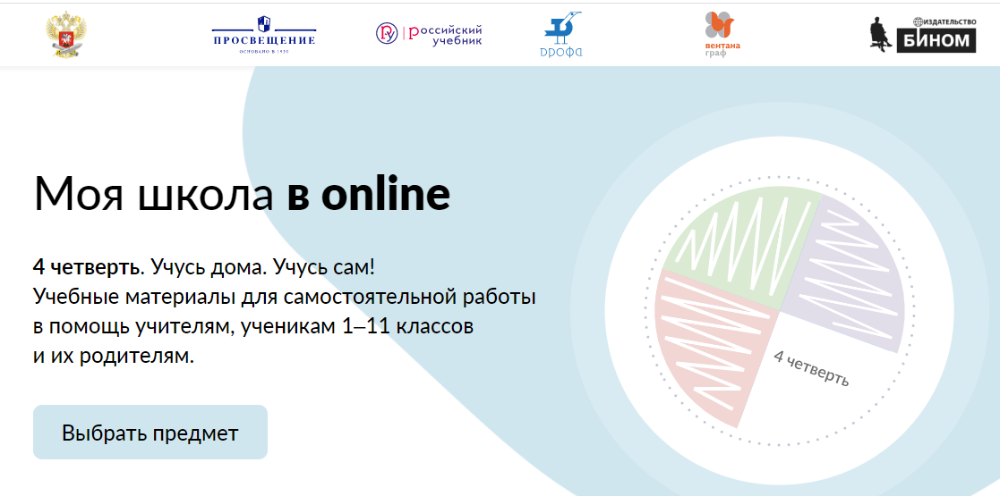 ПРОСВЕЩЕНИЕ
ОСНОВАНО В 1930
российский
учебник
дрофа
вентана
граф
ИЗДАТЕЛЬСТВО
БИНОМ
Моя школа в online
4 четверть. Учусь дома. Учусь сам!
Учебные материалы для самостоятельной работы
в помощь учителям, ученикам 1–11 классов
и их родителям.
4 четверть
Выбрать предмет